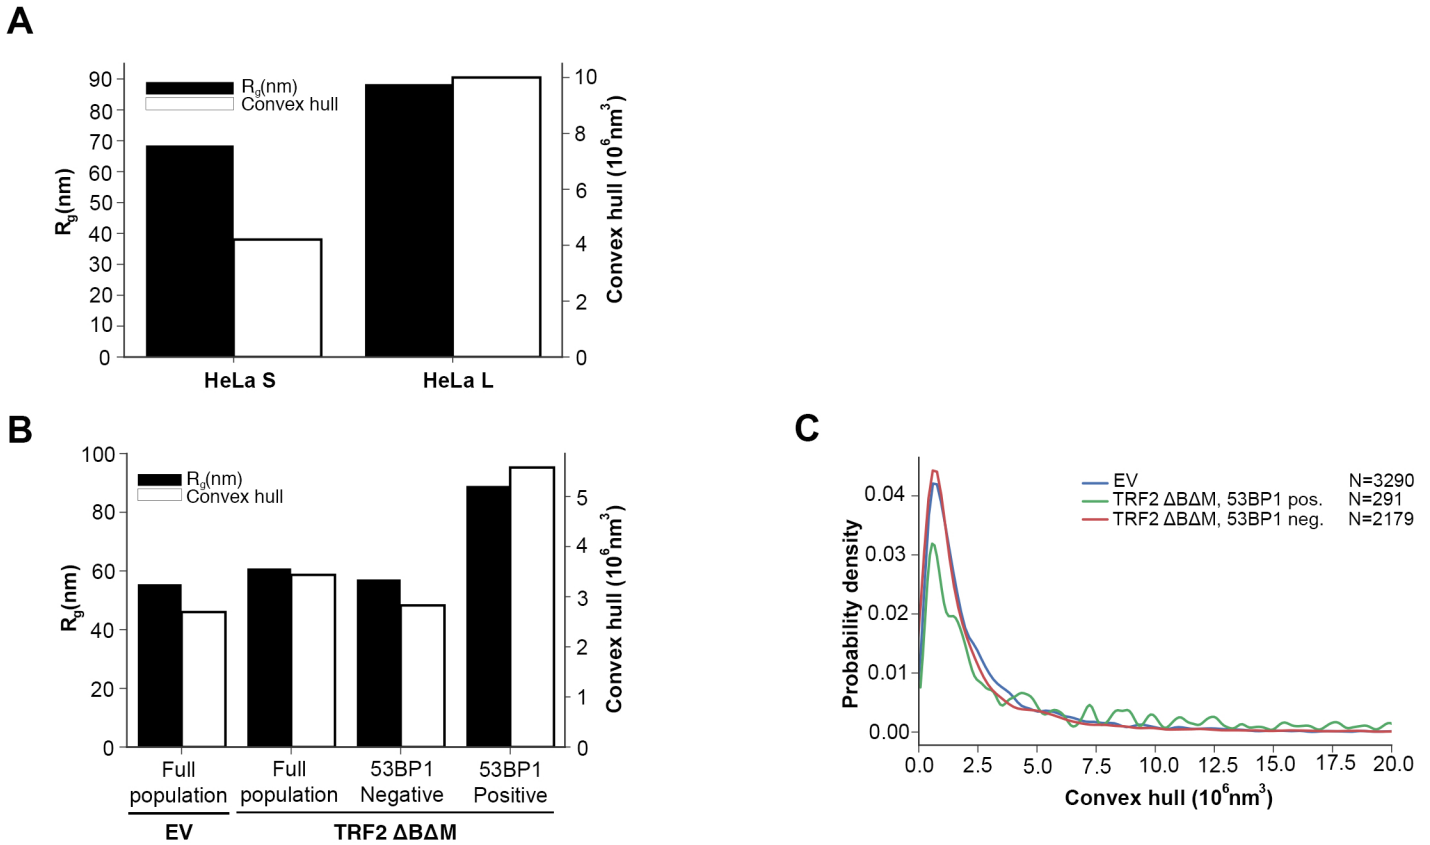 A
Rg(nm)
Convex hull
90
80
70
60
50
40
30
20
10
0
Rg(nm)
10
8
6
4
2
0
Convex hull (10⁶nm³)
HeLa S
HeLa L
B
Rg(nm)
Convex hull
100
80
60
40
20
0
Rg(nm)
5
4
3
2
1
0
Convex hull (10⁶nm³)
Full
population
Full
population
53BP1
Negative
53BP1
Positive
EV
TRF2 ΔBΔM
C
EV N=3290
TRF2 ΔBΔM, 53BP1 pos. N=291
TRF2 ΔBΔM, 53BP1 neg. N=2179
0.04
0.03
0.02
0.01
0.00
Probability density
0.0 2.5 5.0 7.5 10.0 12.5 15.0 17.5 20.0
Convex hull (10⁶nm³)